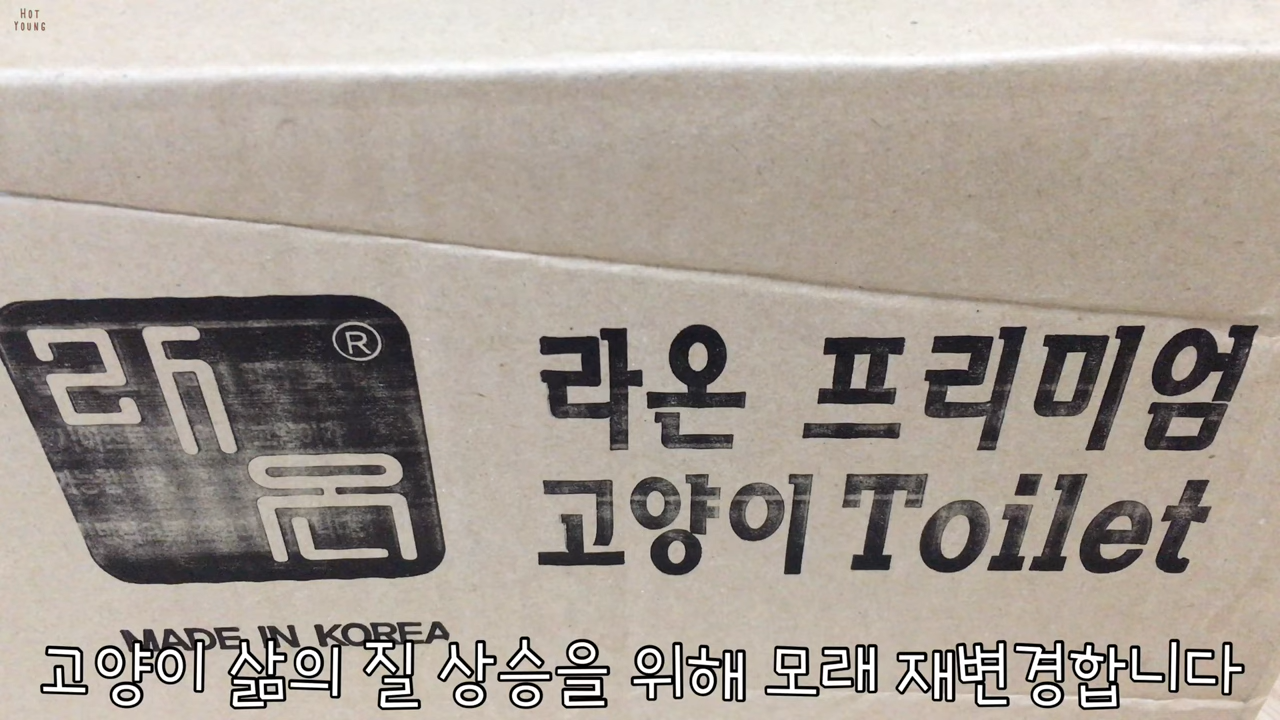 HOT
YOUNG
라온
®
라온 프리미엄
고양이 Toilet
MADE IN KOREA
고양이 삶의 질 상승을 위해 모래 재변경합니다